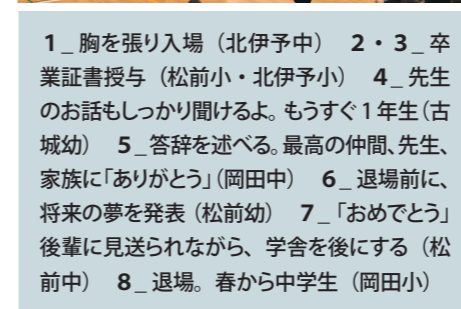 1_胸を張り入場（北伊予中）　2・3_卒
業証書授与（松前小・北伊予小）　4_先生
のお話もしっかり聞けるよ。もうすぐ1年生（古
城幼）　5_答辞を述べる。最高の仲間、先生、
家族に「ありがとう」（岡田中）　6_退場前に、
将来の夢を発表（松前幼）　7_「おめでとう」
後輩に見送られながら、学舎を後にする（松
前中）　8_退場。春から中学生（岡田小）